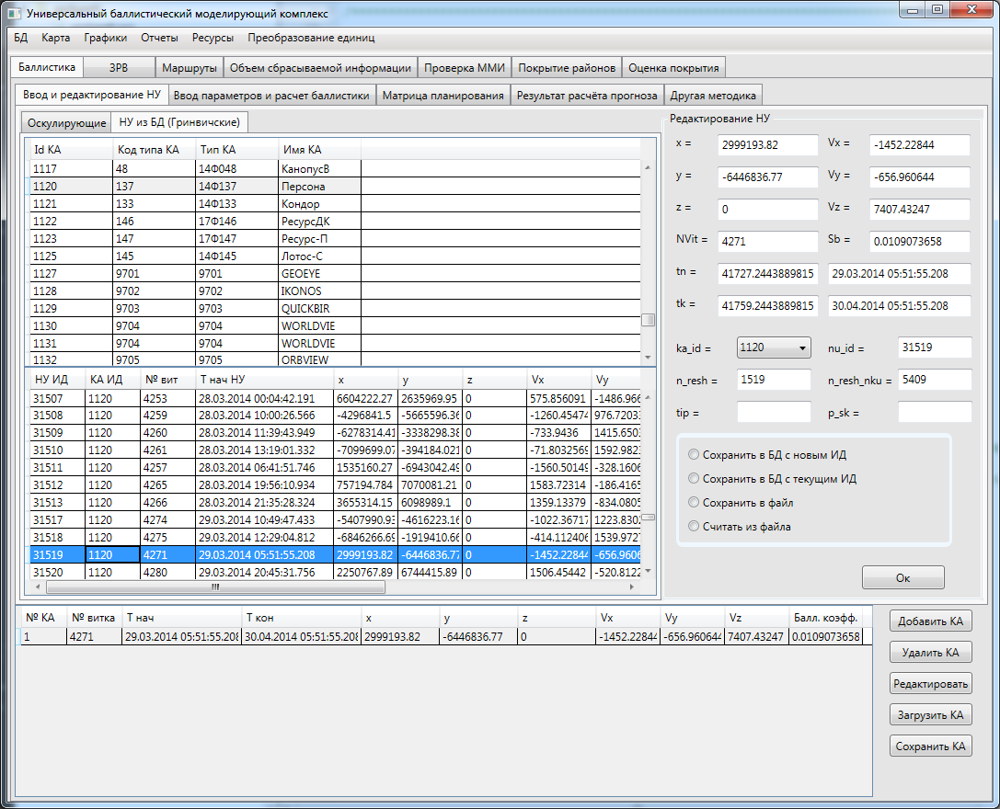 Универсальный баллистический моделирующий комплекс
БД Карта Графики Отчеты Ресурсы Преобразование единиц
Баллистика ЗРВ Маршруты Объем сбрасываемой информации Проверка ММИ Покрытие районов Оценка покрытия
Ввод и редактирование НУ Ввод параметров и расчет баллистики Матрица планирования Результат расчёта прогноза Другая методика
Оскулирующие НУ из БД (Гринвичские)
Id КА Код типа КА Тип КА Имя КА
1117 48 14Ф048 КанопусВ
1120 137 14Ф137 Персона
1121 133 14Ф133 Кондор
1122 146 17Ф146 РесурсДК
1123 147 17Ф147 Ресурс-П
1125 145 14Ф145 Лотос-С
1127 9701 9701 GEOEYE
1128 9702 9702 IKONOS
1129 9703 9703 QUICKBIR
1130 9704 9704 WORLDVIE
1131 9704 9704 WORLDVIE
1132 9705 9705 ORBVIEW
НУ ИД КА ИД № вит Т нач НУ x y z Vx Vy
31507 1120 4253 28.03.2014 00:04:42.191 6604222.27 2635969.95 0 575.856091 -1486.966
31508 1120 4259 28.03.2014 10:00:26.566 -4296841.5 -5665596.36 0 -1260.45474 976.72033
31509 1120 4260 28.03.2014 11:39:43.949 -6278314.41 -3338298.38 0 -733.9436 1415.6503
31510 1120 4261 28.03.2014 13:19:01.332 -7099699.07 -394184.021 0 -71.8032569 1592.9823
31511 1120 4257 28.03.2014 06:41:51.746 1535160.27 -6943042.49 0 -1560.50149 -328.1606
31512 1120 4265 28.03.2014 19:56:10.934 757194.784 7070081.21 0 1583.72314 -186.4165
31513 1120 4266 28.03.2014 21:35:28.324 3655314.15 6098989.1 0 1359.13379 -834.0805
31517 1120 4274 29.03.2014 10:49:47.433 -5407990.93 -4616223.16 0 -1022.36717 1223.8302
31518 1120 4275 29.03.2014 12:29:04.812 -6846266.69 -1919410.66 0 -414.112406 1539.9727
31519 1120 4271 29.03.2014 05:51:55.208 2999193.82 -6446836.77 0 -1452.22844 -656.9606
31520 1120 4280 29.03.2014 20:45:31.756 2250767.89 6744415.89 0 1506.45442 -520.8122
Редактирование НУ
x = 2999193.82 Vx = -1452.22844
y = -6446836.77 Vy = -656.960644
z = 0 Vz = 7407.43247
NVit = 4271 Sb = 0.0109073658
tn = 41727.2443889815 29.03.2014 05:51:55.208
tk = 41759.2443889815 30.04.2014 05:51:55.208
ka_id = 1120 nu_id = 31519
n_resh = 1519 n_resh_nku = 5409
tip = p_sk =
Сохранить в БД с новым ИД
Сохранить в БД с текущим ИД
Сохранить в файл
Считать из файла
Ок
№ КА № витка Т нач Т кон x y z Vx Vy Vz Балл. коэфф.
1 4271 29.03.2014 05:51:55.208 30.04.2014 05:51:55.208 2999193.82 -6446836.77 0 -1452.22844 -656.960644 7407.43247 0.0109073658
Добавить КА
Удалить КА
Редактировать
Загрузить КА
Сохранить КА